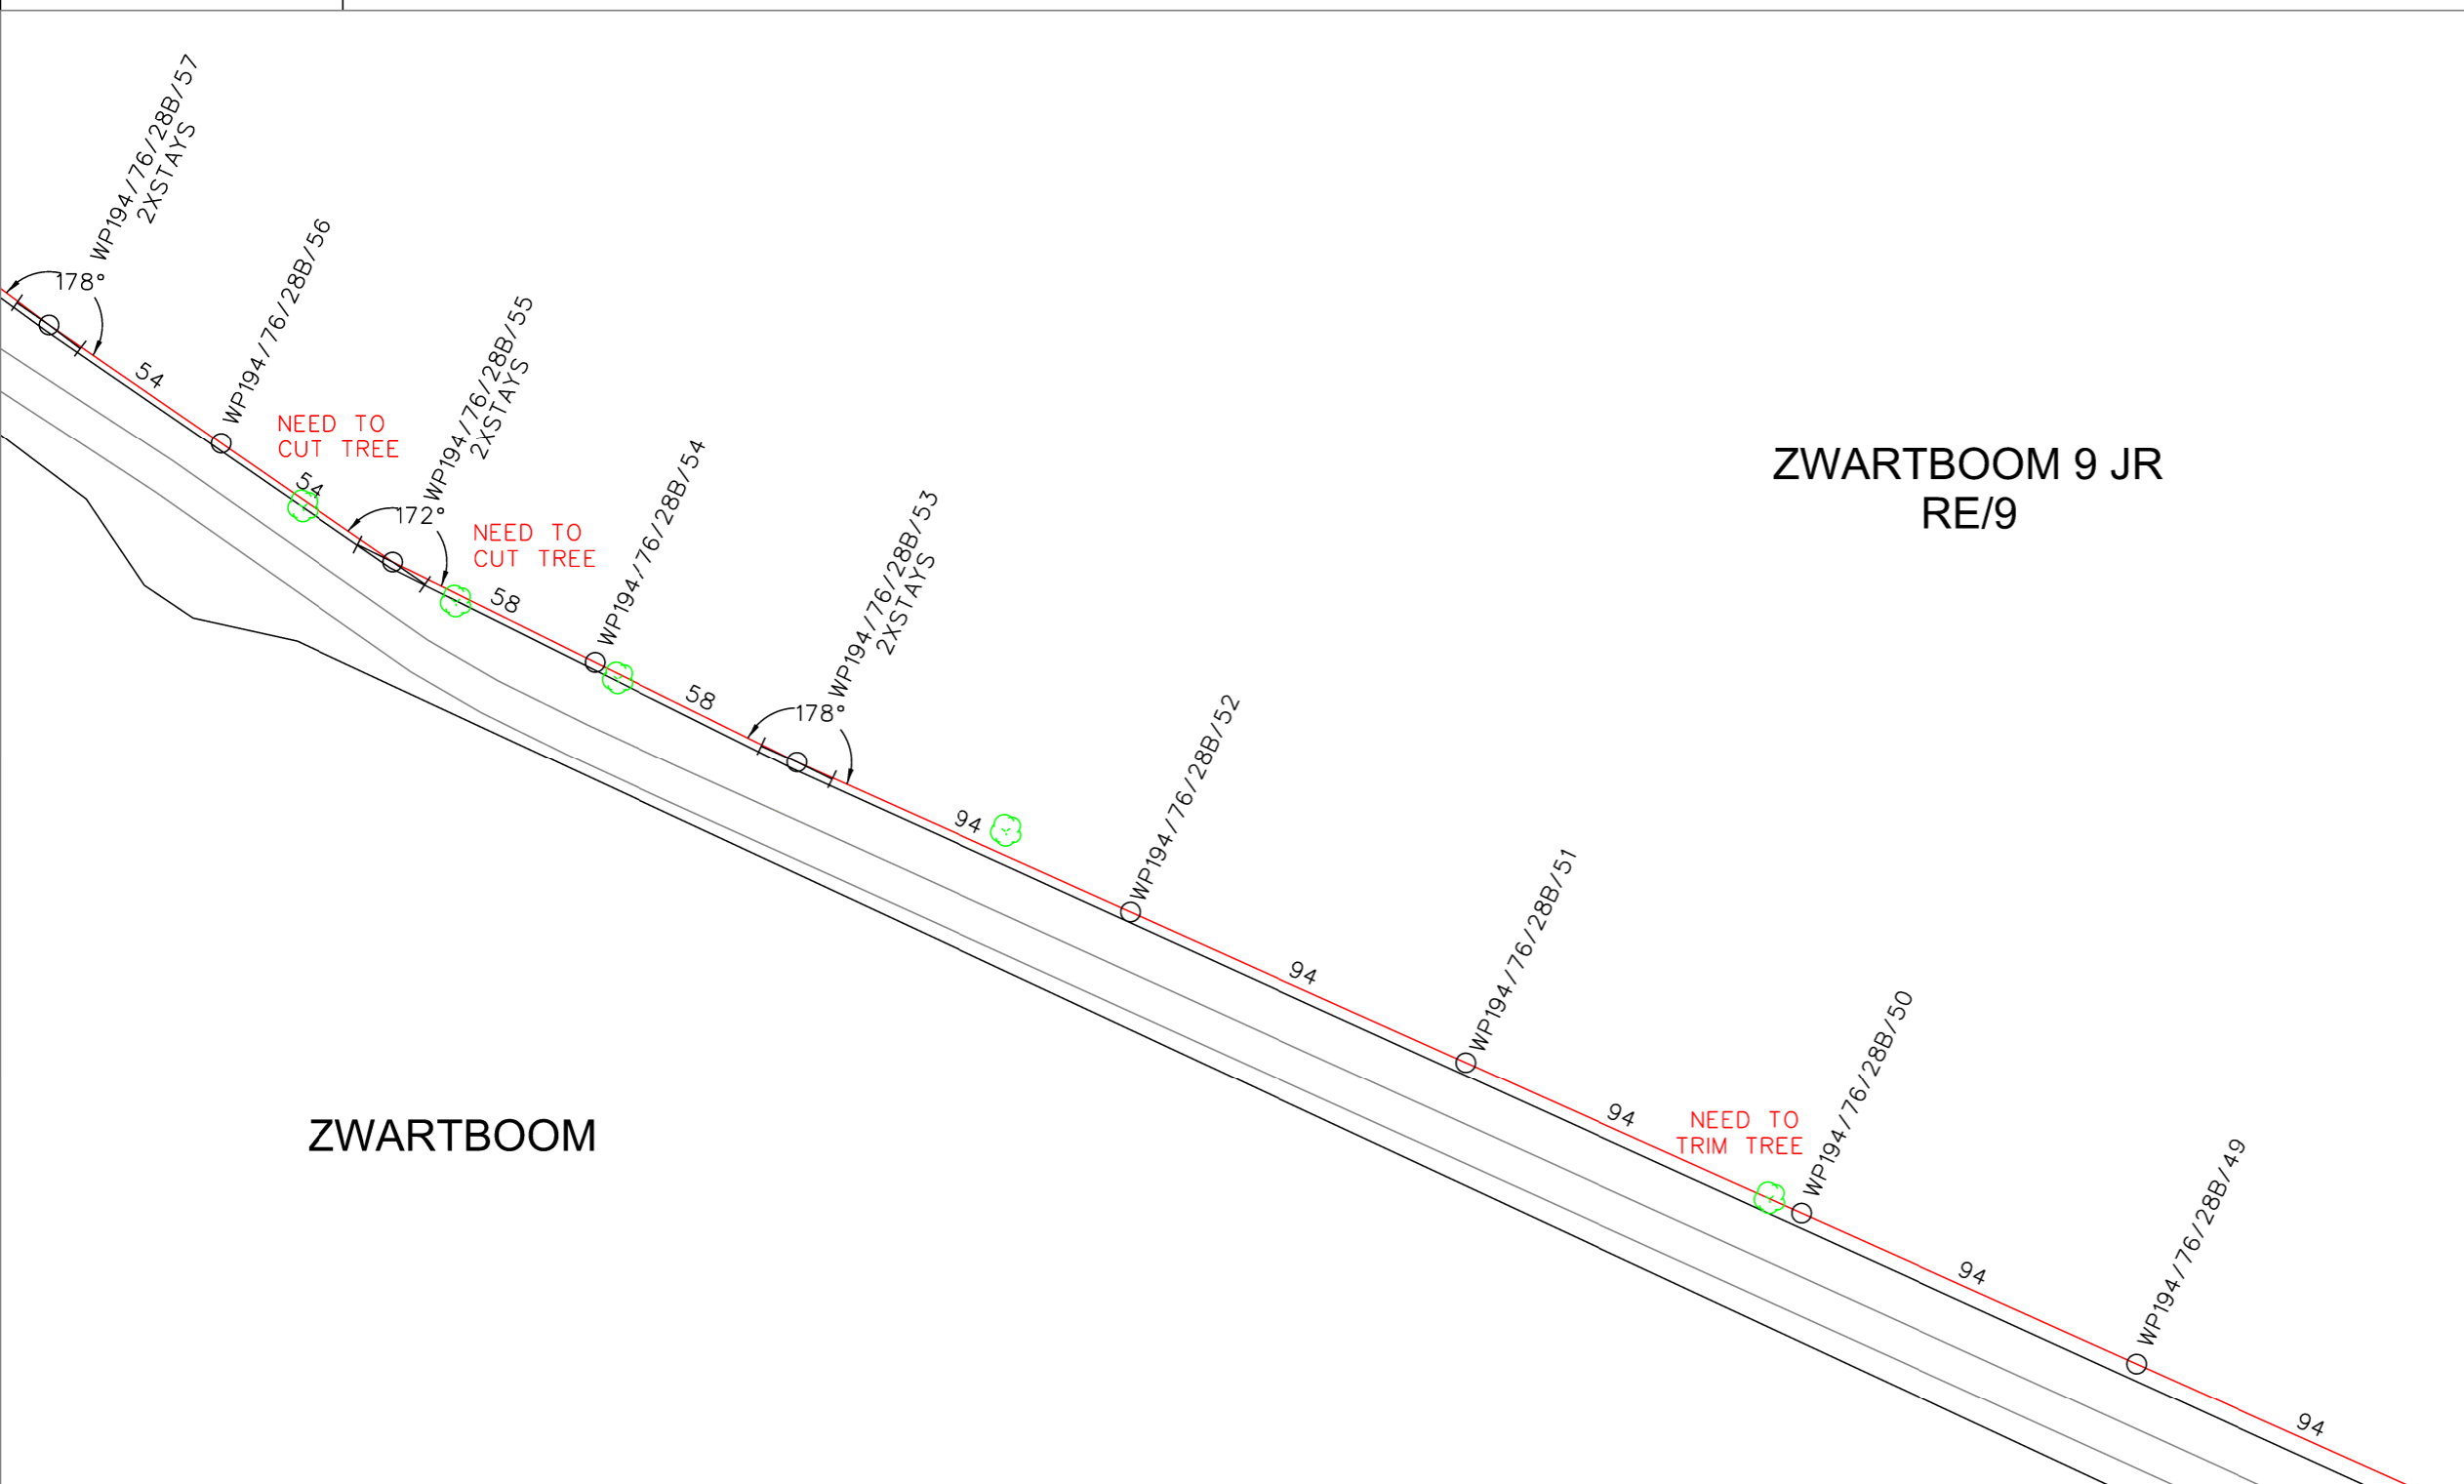 WP194/76/28B/57
2XSTAYS
178°
54
WP194/76/28B/56
NEED TO
CUT TREE
54
WP194/76/28B/55
2XSTAYS
172°
NEED TO
CUT TREE
58
WP194/76/28B/54
58
WP194/76/28B/53
2XSTAYS
178°
ZWARTBOOM 9 JR
RE/9
94
WP194/76/28B/52
94
WP194/76/28B/51
94
NEED TO
TRIM TREE
WP194/76/28B/50
ZWARTBOOM
94
WP194/76/28B/49
94